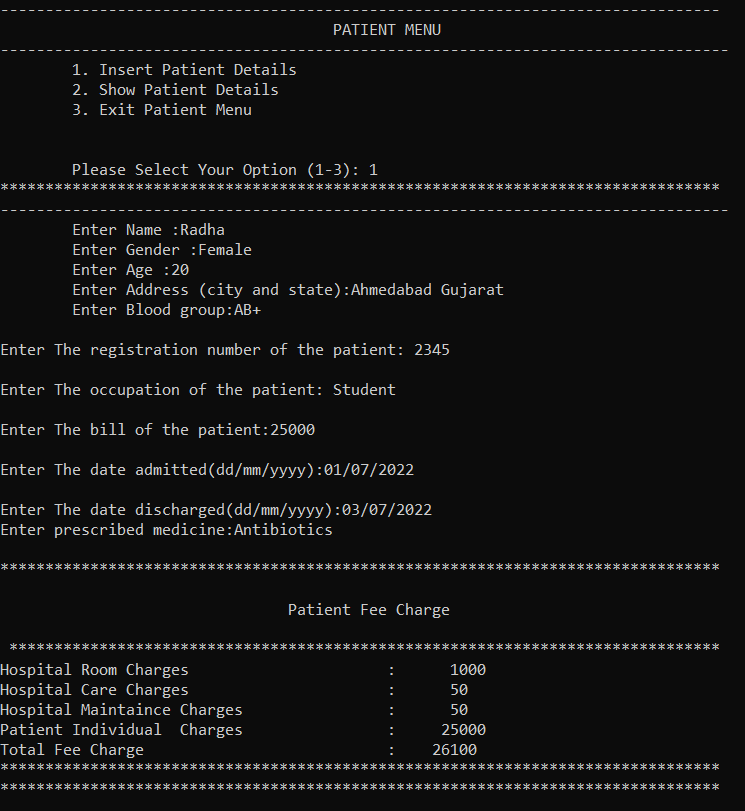 --------------------------------------------------------------------------------
PATIENT MENU
---------------------------------------------------------------------------------
1. Insert Patient Details
2. Show Patient Details
3. Exit Patient Menu
Please Select Your Option (1-3): 1
********************************************************************************
---------------------------------------------------------------------------------
Enter Name :Radha
Enter Gender :Female
Enter Age :20
Enter Address (city and state):Ahmedabad Gujarat
Enter Blood group:AB+
Enter The registration number of the patient: 2345
Enter The occupation of the patient: Student
Enter The bill of the patient:25000
Enter The date admitted(dd/mm/yyyy):01/07/2022
Enter The date discharged(dd/mm/yyyy):03/07/2022
Enter prescribed medicine:Antibiotics
********************************************************************************
Patient Fee Charge
*******************************************************************************
Hospital Room Charges : 1000
Hospital Care Charges : 50
Hospital Maintaince Charges : 50
Patient Individual  Charges : 25000
Total Fee Charge : 26100
********************************************************************************
********************************************************************************